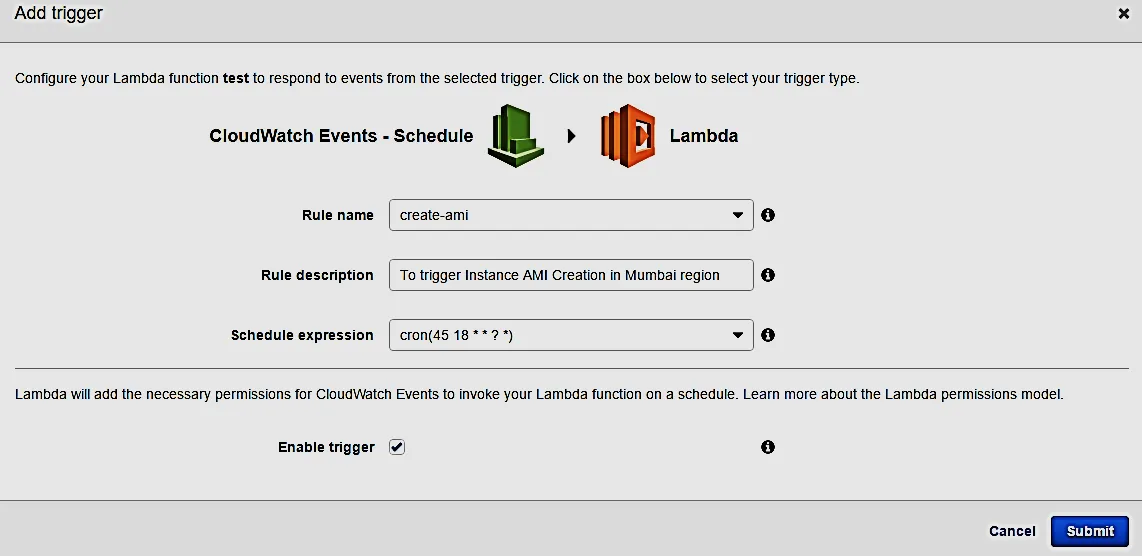 Add trigger
Configure your Lambda function test to respond to events from the selected trigger. Click on the box below to select your trigger type.
CloudWatch Events - Schedule Lambda
Rule name create-ami
Rule description To trigger Instance AMI Creation in Mumbai region
Schedule expression cron(45 18 * * ? *)
Lambda will add the necessary permissions for CloudWatch Events to invoke your Lambda function on a schedule. Learn more about the Lambda permissions model.
Enable trigger
Cancel Submit